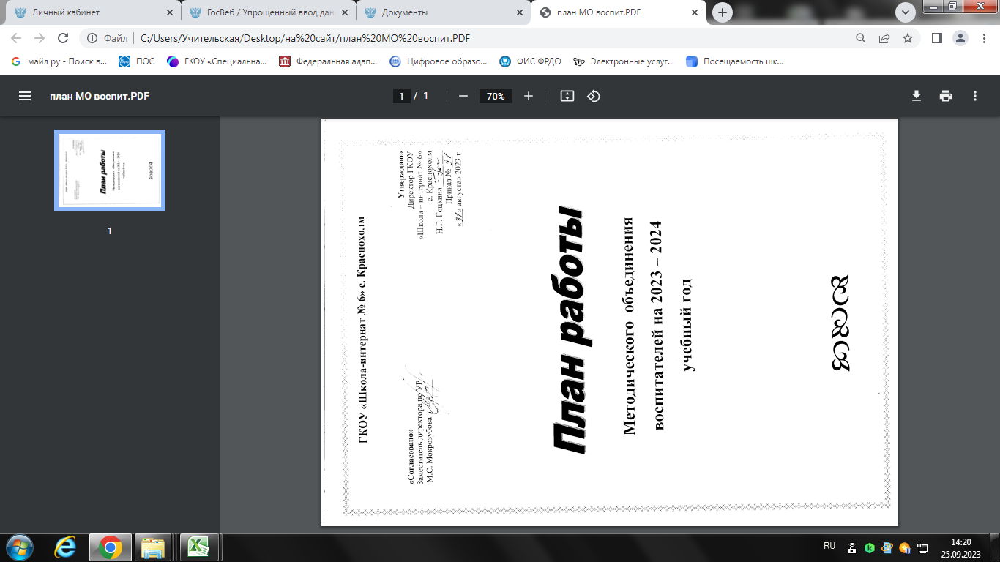 Личный кабинет
ГосВеб / Упрощенный ввод дан
Документы
план МО воспит.PDF
Файл
C:/Users/Учительская/Desktop/на%20сайт/план%20МО%20воспит.PDF
майл ру - Поиск в...
ПОС
ГКОУ «Специальна...
Федеральная адап...
Цифровое образо...
ФИС ФРДО
Электронные услуг...
Посещаемость шк...
план МО воспит.PDF
1 / 1
70%
1
ГКОУ «Школа-интернат № 6» с. Краснохолм
«Согласовано»
Заместитель директора по УР
М.С. Мокрозубова
Утверждаю»
Директор ГКОУ
«Школа – интернат № 6»
с. Краснохолм
Н.Г. Гоцкина
Приказ № 71
«31» августа» 2023 г.
План работы
Методического объединения
воспитателей на 2023 – 2024
учебный год
RU
14:20
25.09.2023